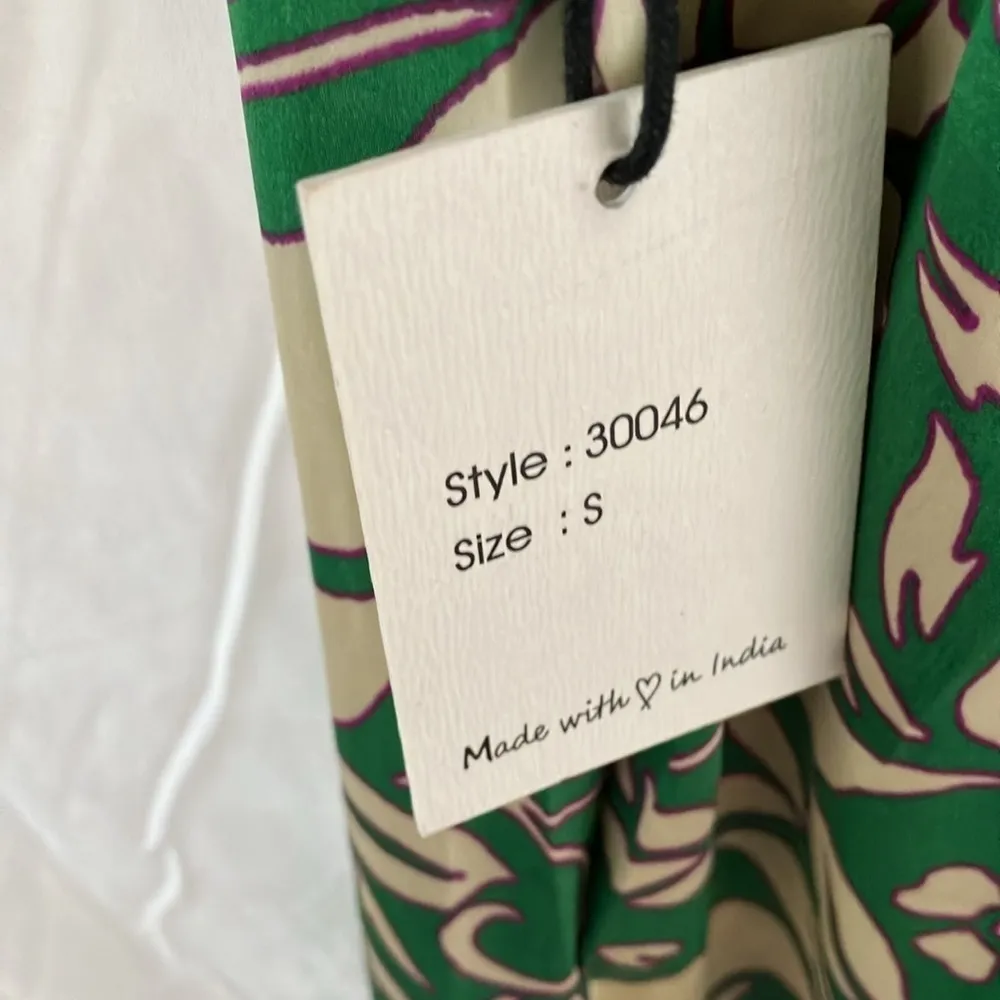 Style : 30046
Size : S
Made with ♡ in India